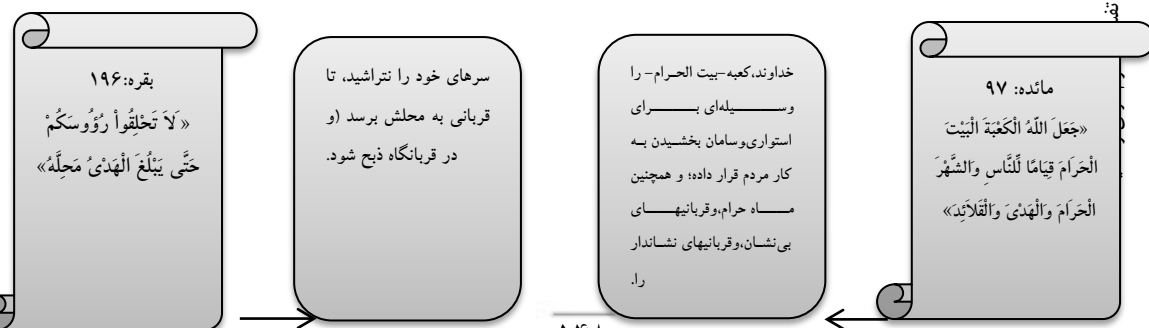 مائده: ۹۷
«جَعَلَ اللّهُ الْكَعْبَةَ الْبَيْتَ
الْحَرَامَ قِيَامًا لِّلنَّاسِ وَالشَّهْرَ
الْحَرَامَ وَالْهَدْيَ وَالْقَلاَئِدَ»
خداوند،کعبه-بیت الحرام- را
وسیله‌ای برای
استواری‌وسامان بخشیدن به
کار مردم قرار داده؛ و همچنین
ماه حرام،وقربانیهای
بی‌نشان،وقربانیهای نشاندار
را.
سرهای خود را نتراشید، تا
قربانی به محلش برسد (و
در قربانگاه ذبح شود.
بقره:۱۹۶
«لاَ تَحْلِقُواْ رُؤُوسَكُمْ
حَتَّى يَبْلُغَ الْهَدْيُ مَحِلَّهُ»